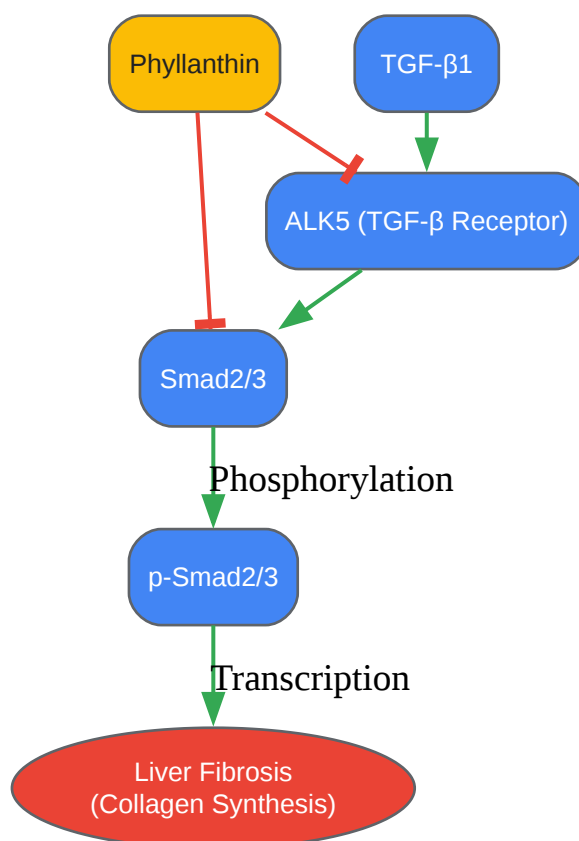 Phyllanthin
TGF-β1
ALK5 (TGF-β Receptor)
Smad2/3
Phosphorylation
p-Smad2/3
Transcription
Liver Fibrosis
(Collagen Synthesis)